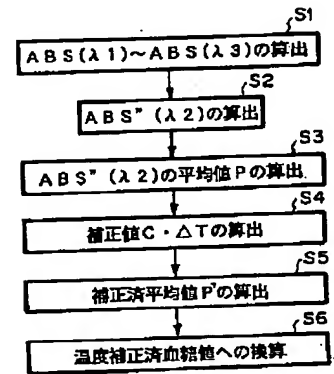 S1
ABS(λ1)～ABS(λ3)の算出
S2
ABS"(λ2)の算出
S3
ABS"(λ2)の平均値Pの算出.
S4
補正値C・△Tの算出
S5
補正済平均値P'の算出
S6
温度補正済血糖値への換算